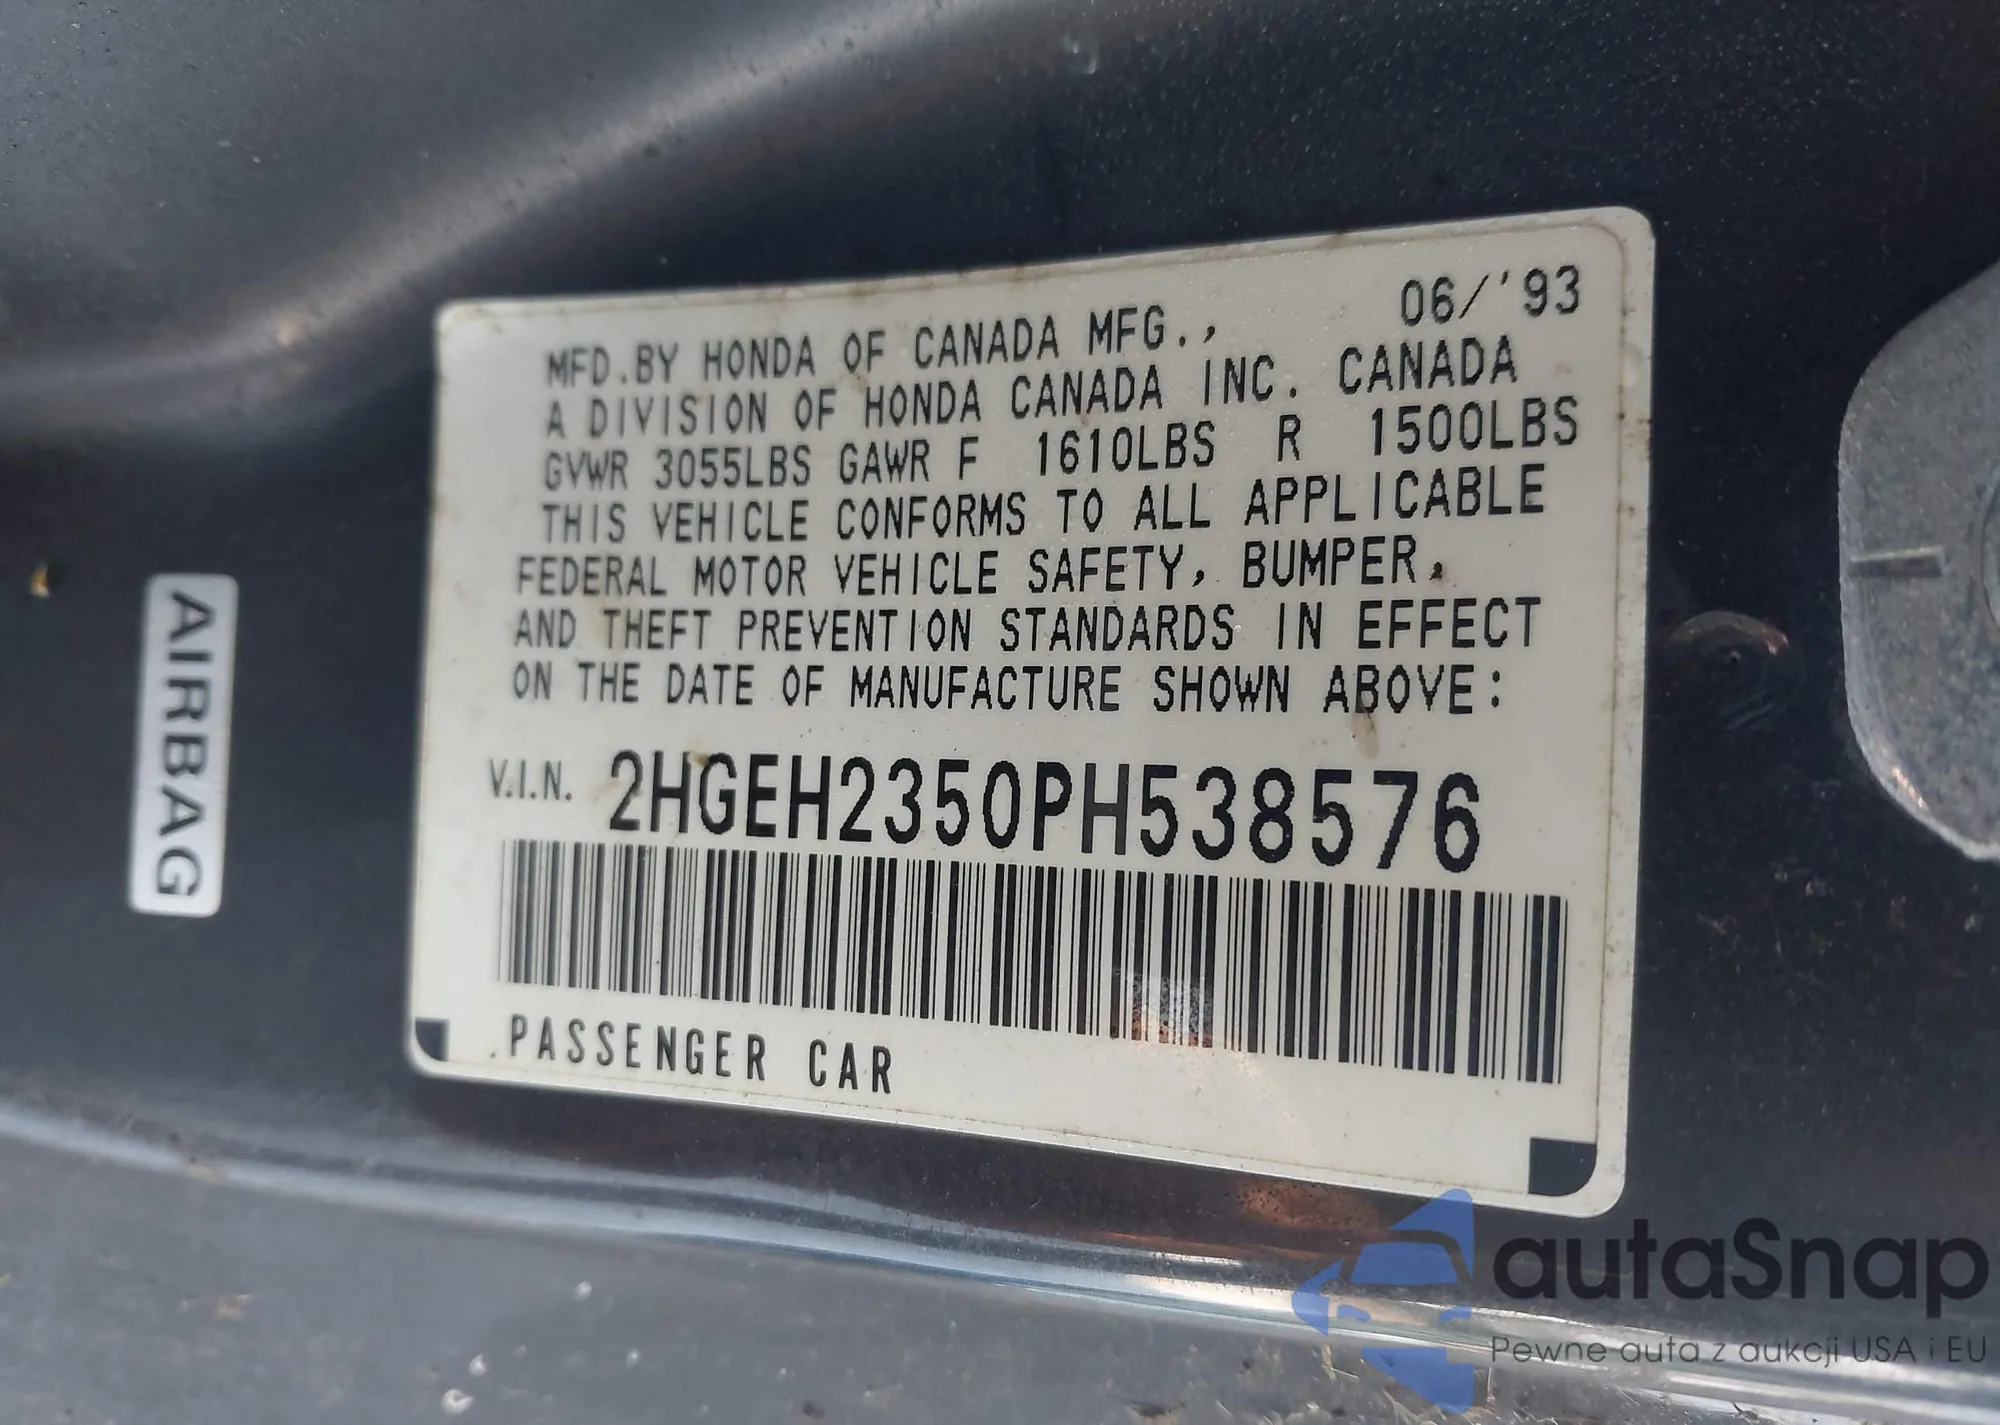 06/'93
MFD.BY HONDA OF CANADA MFG.,
A DIVISION OF HONDA CANADA INC. CANADA
GVWR 3055LBS GAWR F 1610LBS R 1500LBS
THIS VEHICLE CONFORMS TO ALL APPLICABLE
FEDERAL MOTOR VEHICLE SAFETY, BUMPER,
AND THEFT PREVENTION STANDARDS IN EFFECT
ON THE DATE OF MANUFACTURE SHOWN ABOVE:
V.I.N. 2HGEH2350PH538576
PASSENGER CAR
AIRBAG
autaSnap
Pewne auta z aukcji USA i EU